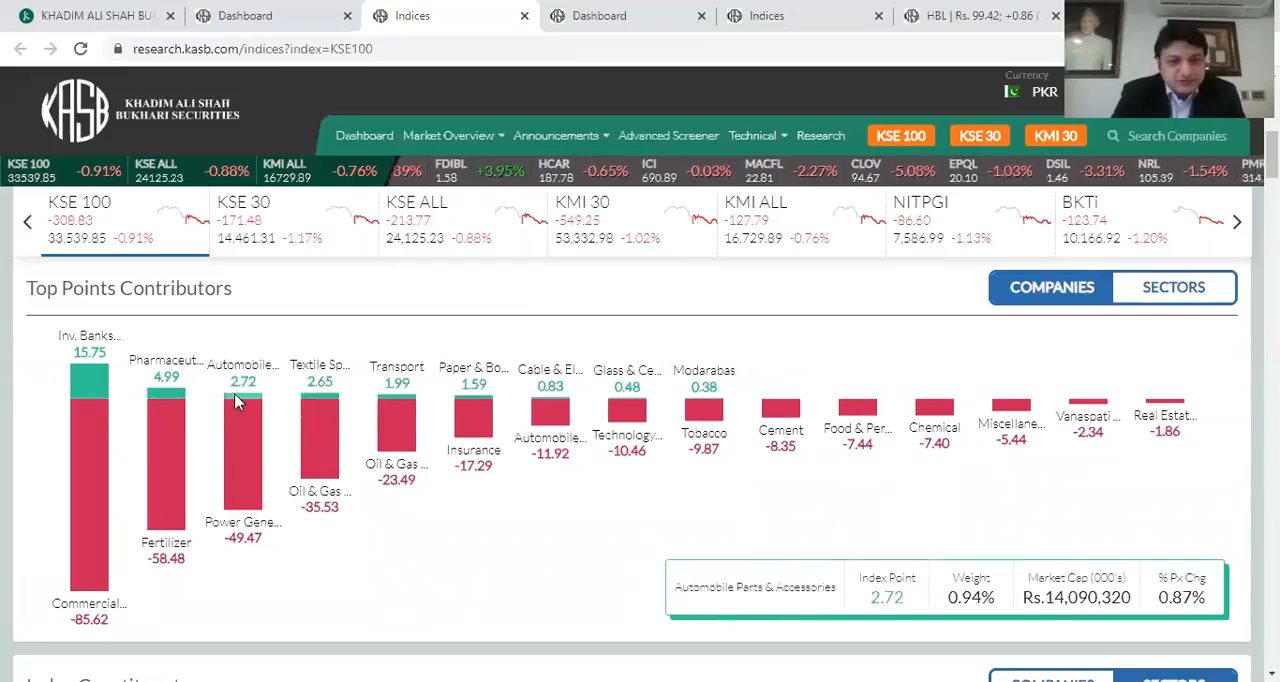 KHADIM ALI SHAH BU
Dashboard
Indices
Dashboard
Indices
HBL | Rs. 99.42; +0.86
research.kasb.com/indices?index=KSE100
KASB
KHADIM ALI SHAH
BUKHARI SECURITIES
Currency
PKR
Dashboard Market Overview Announcements Advanced Screener Technical Research KSE 100 KSE 30 KMI 30 Search Companies
KSE 100
33539.85 -0.91%
KSE ALL
24125.23 -0.88%
KMI ALL
16729.89 -0.76%
39%
FDIBL
1.58 +3.95%
HCAR
187.78 -0.65%
ICI
690.89 -0.03%
MACFL
22.81 -2.27%
CLOV
94.67 -5.08%
EPQL
20.10 -1.03%
DSIL
1.46 -3.31%
NRL
105.39 -1.54%
314.
KSE 100
-308.83
33,539.85 -0.91%
KSE 30
-171.48
14,461.31 -1.17%
KSE ALL
-213.77
24,125.23 -0.88%
KMI 30
-549.25
53,332.98 -1.02%
KMI ALL
-127.79
16,729.89 -0.76%
NITPGI
-86.60
7,586.99 -1.13%
BKTi
-123.74
10,166.92 -1.20%
Top Points Contributors
COMPANIES SECTORS
Inv. Banks...
15.75
Pharmaceut...
4.99
Automobile...
2.72
Textile Sp...
2.65
Transport
1.99
Paper & Bo...
1.59
Cable & El...
0.83
Glass & Ce...
0.48
Modarabas
0.38
Commercial...
-85.62
Fertilizer
-58.48
Power Gene...
-49.47
Oil & Gas ...
-35.53
Oil & Gas ...
-23.49
Insurance
-17.29
Automobile...
-11.92
Technology...
-10.46
Tobacco
-9.87
Cement
-8.35
Food & Per...
-7.44
Chemical
-7.40
Miscellane...
-5.44
Vanaspati ...
-2.34
Real Estat...
-1.86
Automobile Parts & Accessories
Index Point
2.72
Weight
0.94%
Market Cap (000's)
Rs.14,090,320
% Px Chg
0.87%